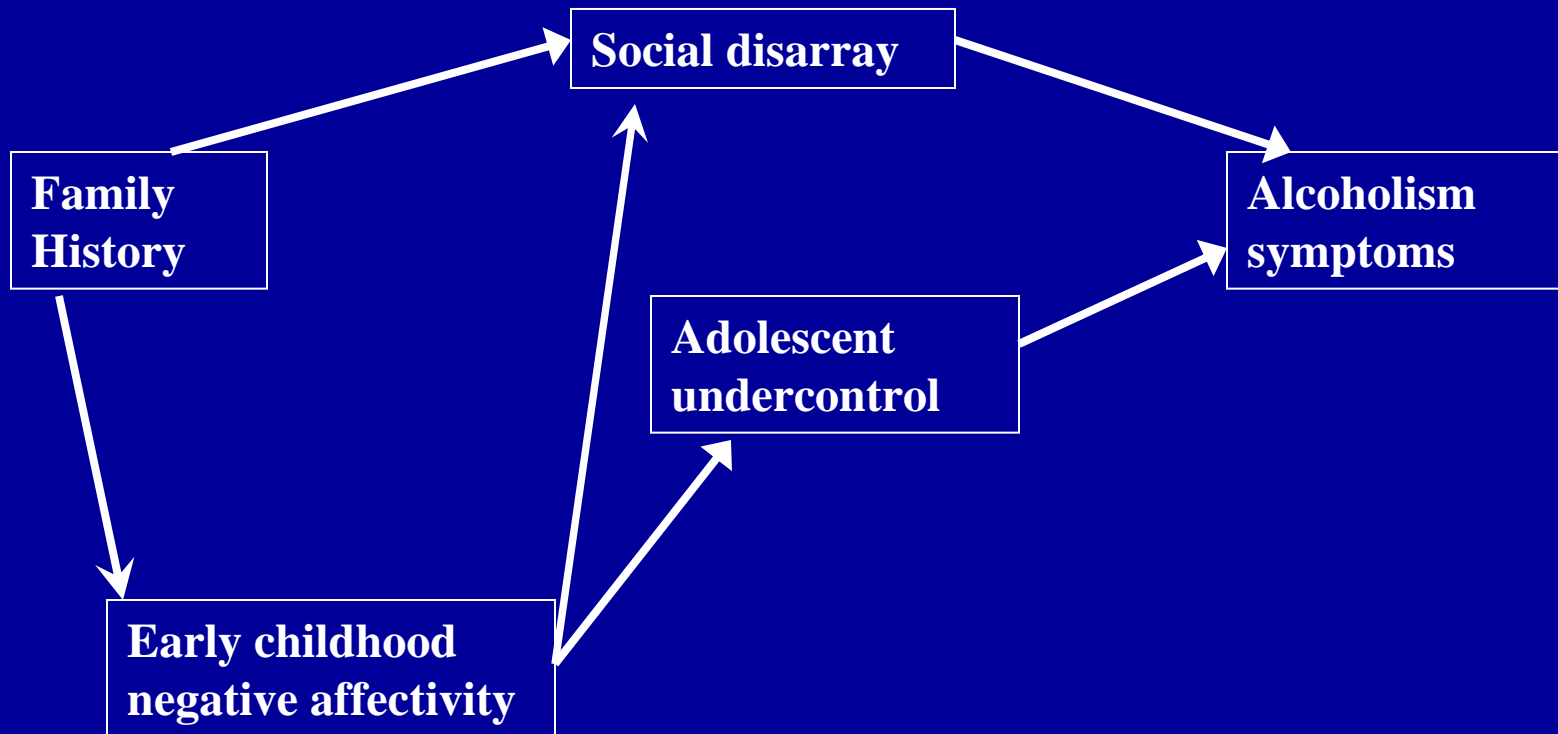 Social disarray
Family
History
Alcoholism
symptoms
Adolescent
undercontrol
Early childhood
negative affectivity